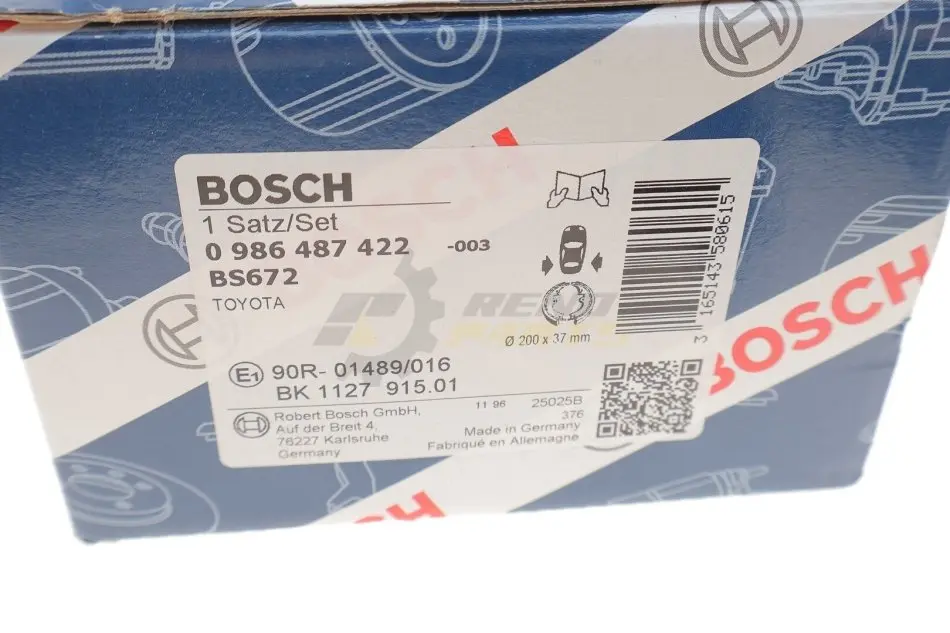 BOSCH
1 Satz/Set
0 986 487 422 -003
BS672
TOYOTA
Ø 200 x 37 mm
3 165143 580615
E1 90R- 01489/016
BK 1127 915.01
Robert Bosch GmbH,
Auf der Breit 4,
76227 Karlsruhe
Germany
11 96 25025B
376
Made in Germany
Fabriqué en Allemagne
BOSCH